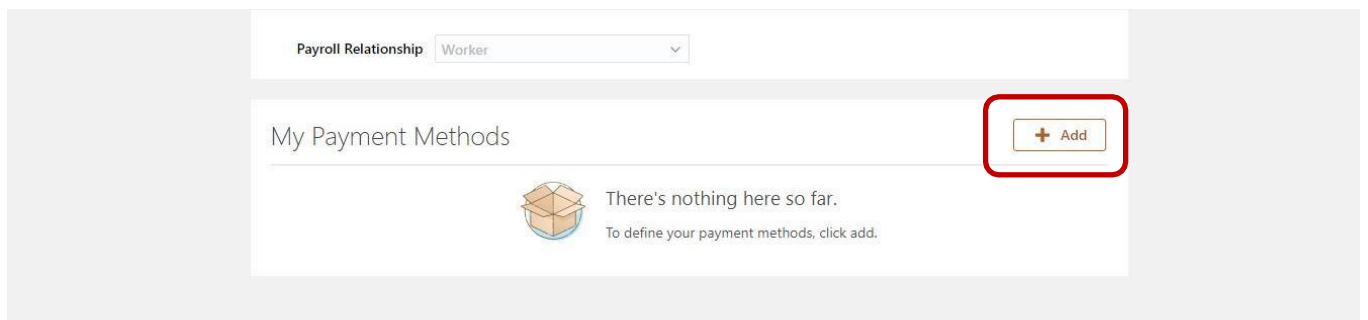 Payroll Relationship Worker
My Payment Methods
Add
There's nothing here so far.
To define your payment methods, click add.